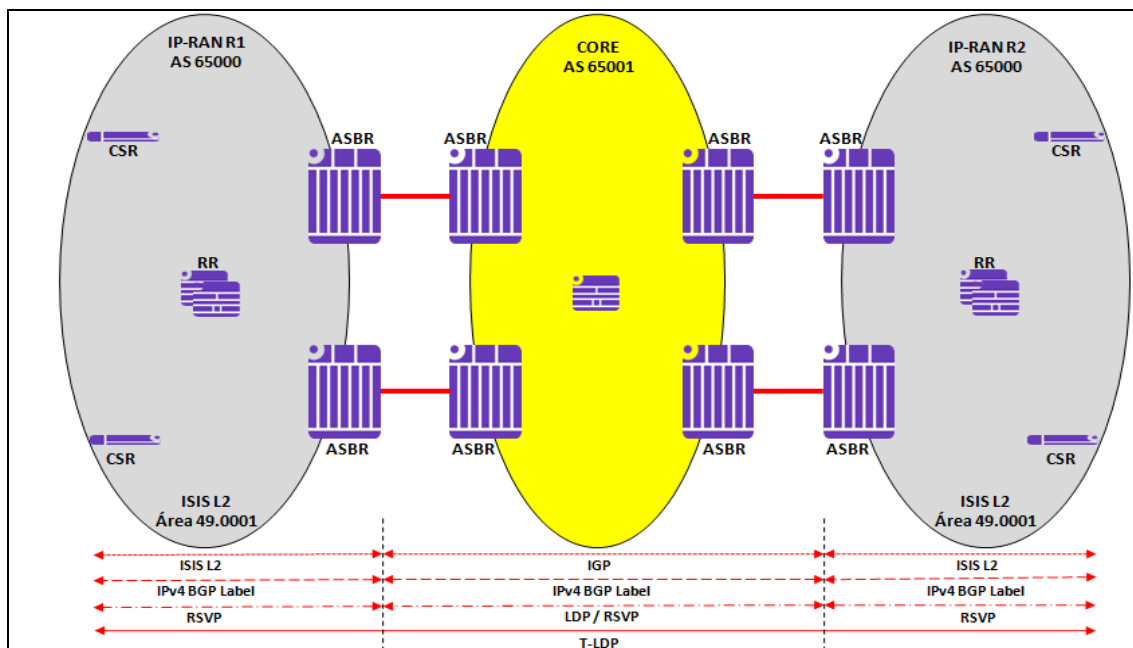 IP-RAN R1
AS 65000
CORE
AS 65001
IP-RAN R2
AS 65000
CSR
ASBR
ASBR
ASBR
ASBR
CSR
RR
RR
CSR
ASBR
ASBR
ASBR
ASBR
CSR
ISIS L2
Área 49.0001
ISIS L2
Área 49.0001
ISIS L2
IGP
ISIS L2
IPv4 BGP Label
IPv4 BGP Label
IPv4 BGP Label
RSVP
LDP / RSVP
RSVP
T-LDP